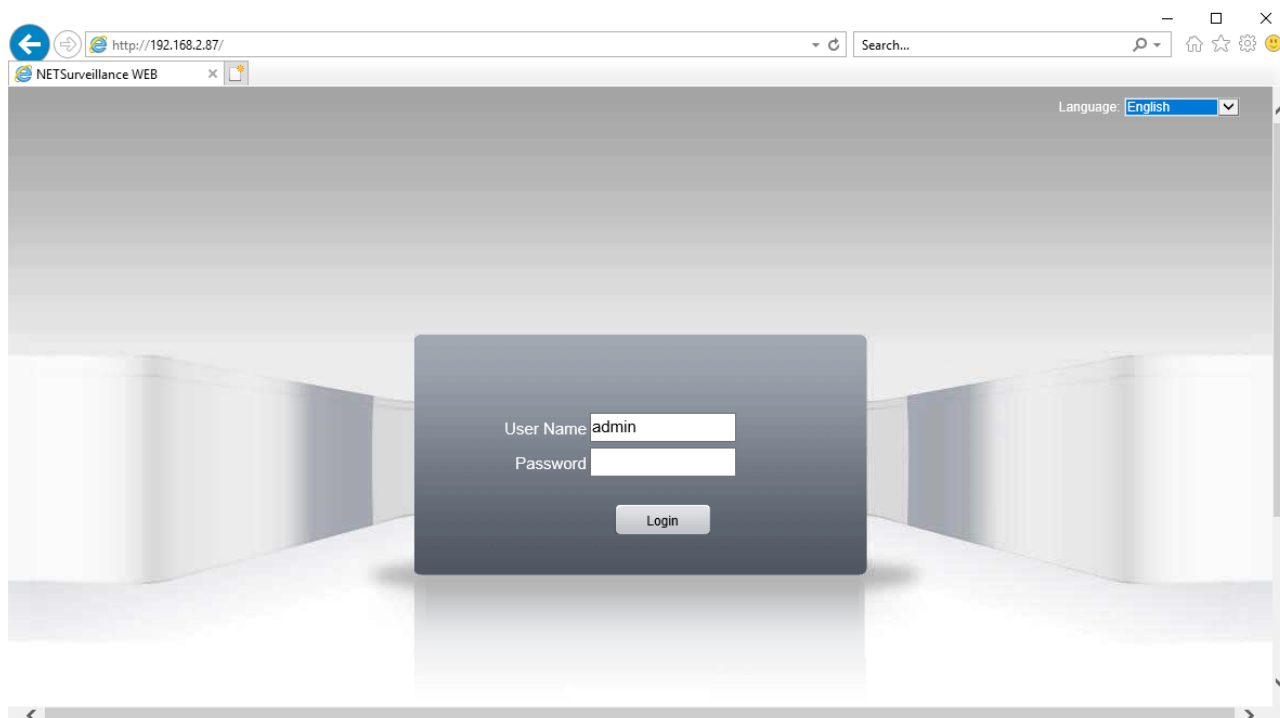 http://192.168.2.87/
Search...
NETSurveillance WEB
Language: English
User Name admin
Password
Login